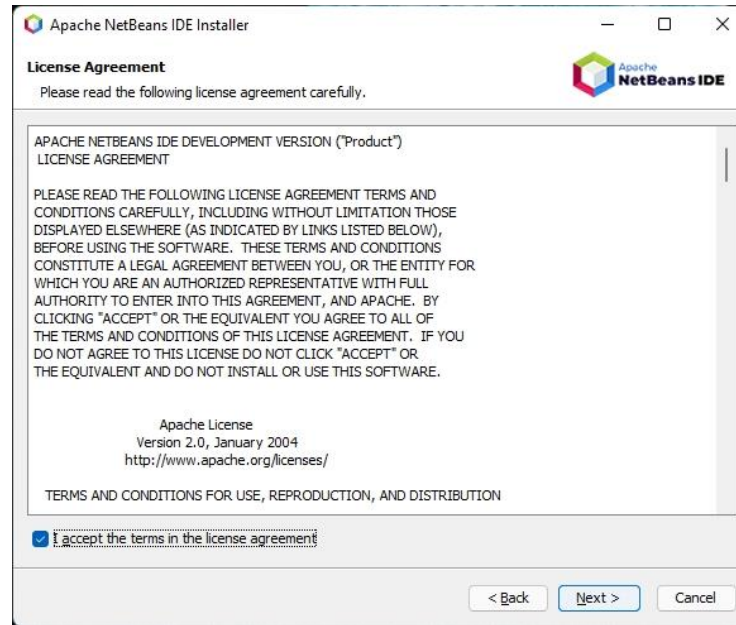 Apache NetBeans IDE Installer
License Agreement
Please read the following license agreement carefully.
Apache
NetBeans IDE
APACHE NETBEANS IDE DEVELOPMENT VERSION ("Product")
LICENSE AGREEMENT
PLEASE READ THE FOLLOWING LICENSE AGREEMENT TERMS AND
CONDITIONS CAREFULLY, INCLUDING WITHOUT LIMITATION THOSE
DISPLAYED ELSEWHERE (AS INDICATED BY LINKS LISTED BELOW),
BEFORE USING THE SOFTWARE.  THESE TERMS AND CONDITIONS
CONSTITUTE A LEGAL AGREEMENT BETWEEN YOU, OR THE ENTITY FOR
WHICH YOU ARE AN AUTHORIZED REPRESENTATIVE WITH FULL
AUTHORITY TO ENTER INTO THIS AGREEMENT, AND APACHE.  BY
CLICKING "ACCEPT" OR THE EQUIVALENT YOU AGREE TO ALL OF
THE TERMS AND CONDITIONS OF THIS LICENSE AGREEMENT.  IF YOU
DO NOT AGREE TO THIS LICENSE DO NOT CLICK "ACCEPT" OR
THE EQUIVALENT AND DO NOT INSTALL OR USE THIS SOFTWARE.
Apache License
Version 2.0, January 2004
http://www.apache.org/licenses/
TERMS AND CONDITIONS FOR USE, REPRODUCTION, AND DISTRIBUTION
I accept the terms in the license agreement
< Back
Next >
Cancel